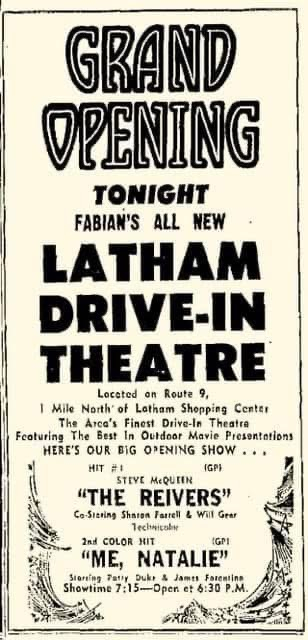 GRAND
OPENING
TONIGHT
FABIAN'S ALL NEW
LATHAM
DRIVE-IN
THEATRE
Located on Route 9,
1 Mile North of Latham Shopping Center
The Area's Finest Drive-In Theatre
Featuring The Best In Outdoor Movie Presentations
HERE'S OUR BIG OPENING SHOW . . .
HIT #1 (GP)
STEVE McQUEEN
"THE REIVERS"
Co-Starring Sharon Farrell & Will Geer
Technicolor
2nd COLOR HIT (GP)
"ME, NATALIE"
Starring Patty Duke & James Farentino
Showtime 7:15—Open at 6:30 P.M.